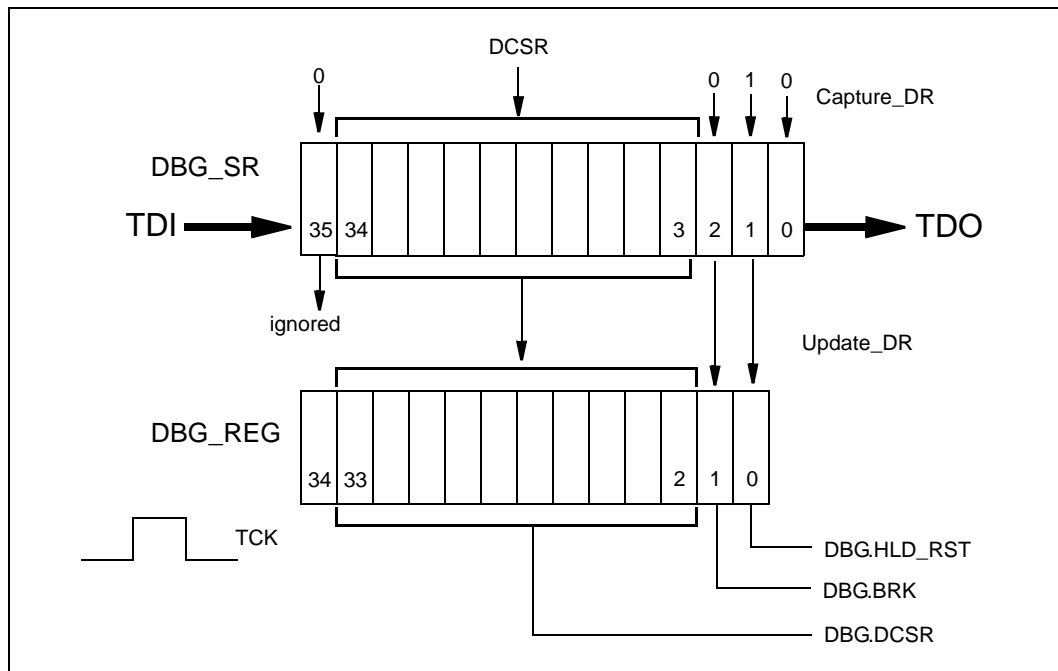 DCSR
0
0 1 0
Capture_DR
DBG_SR
TDI
35 34 3 2 1 0
TDO
ignored
Update_DR
DBG_REG
34 33 2 1 0
TCK
DBG.HLD_RST
DBG.BRK
DBG.DCSR